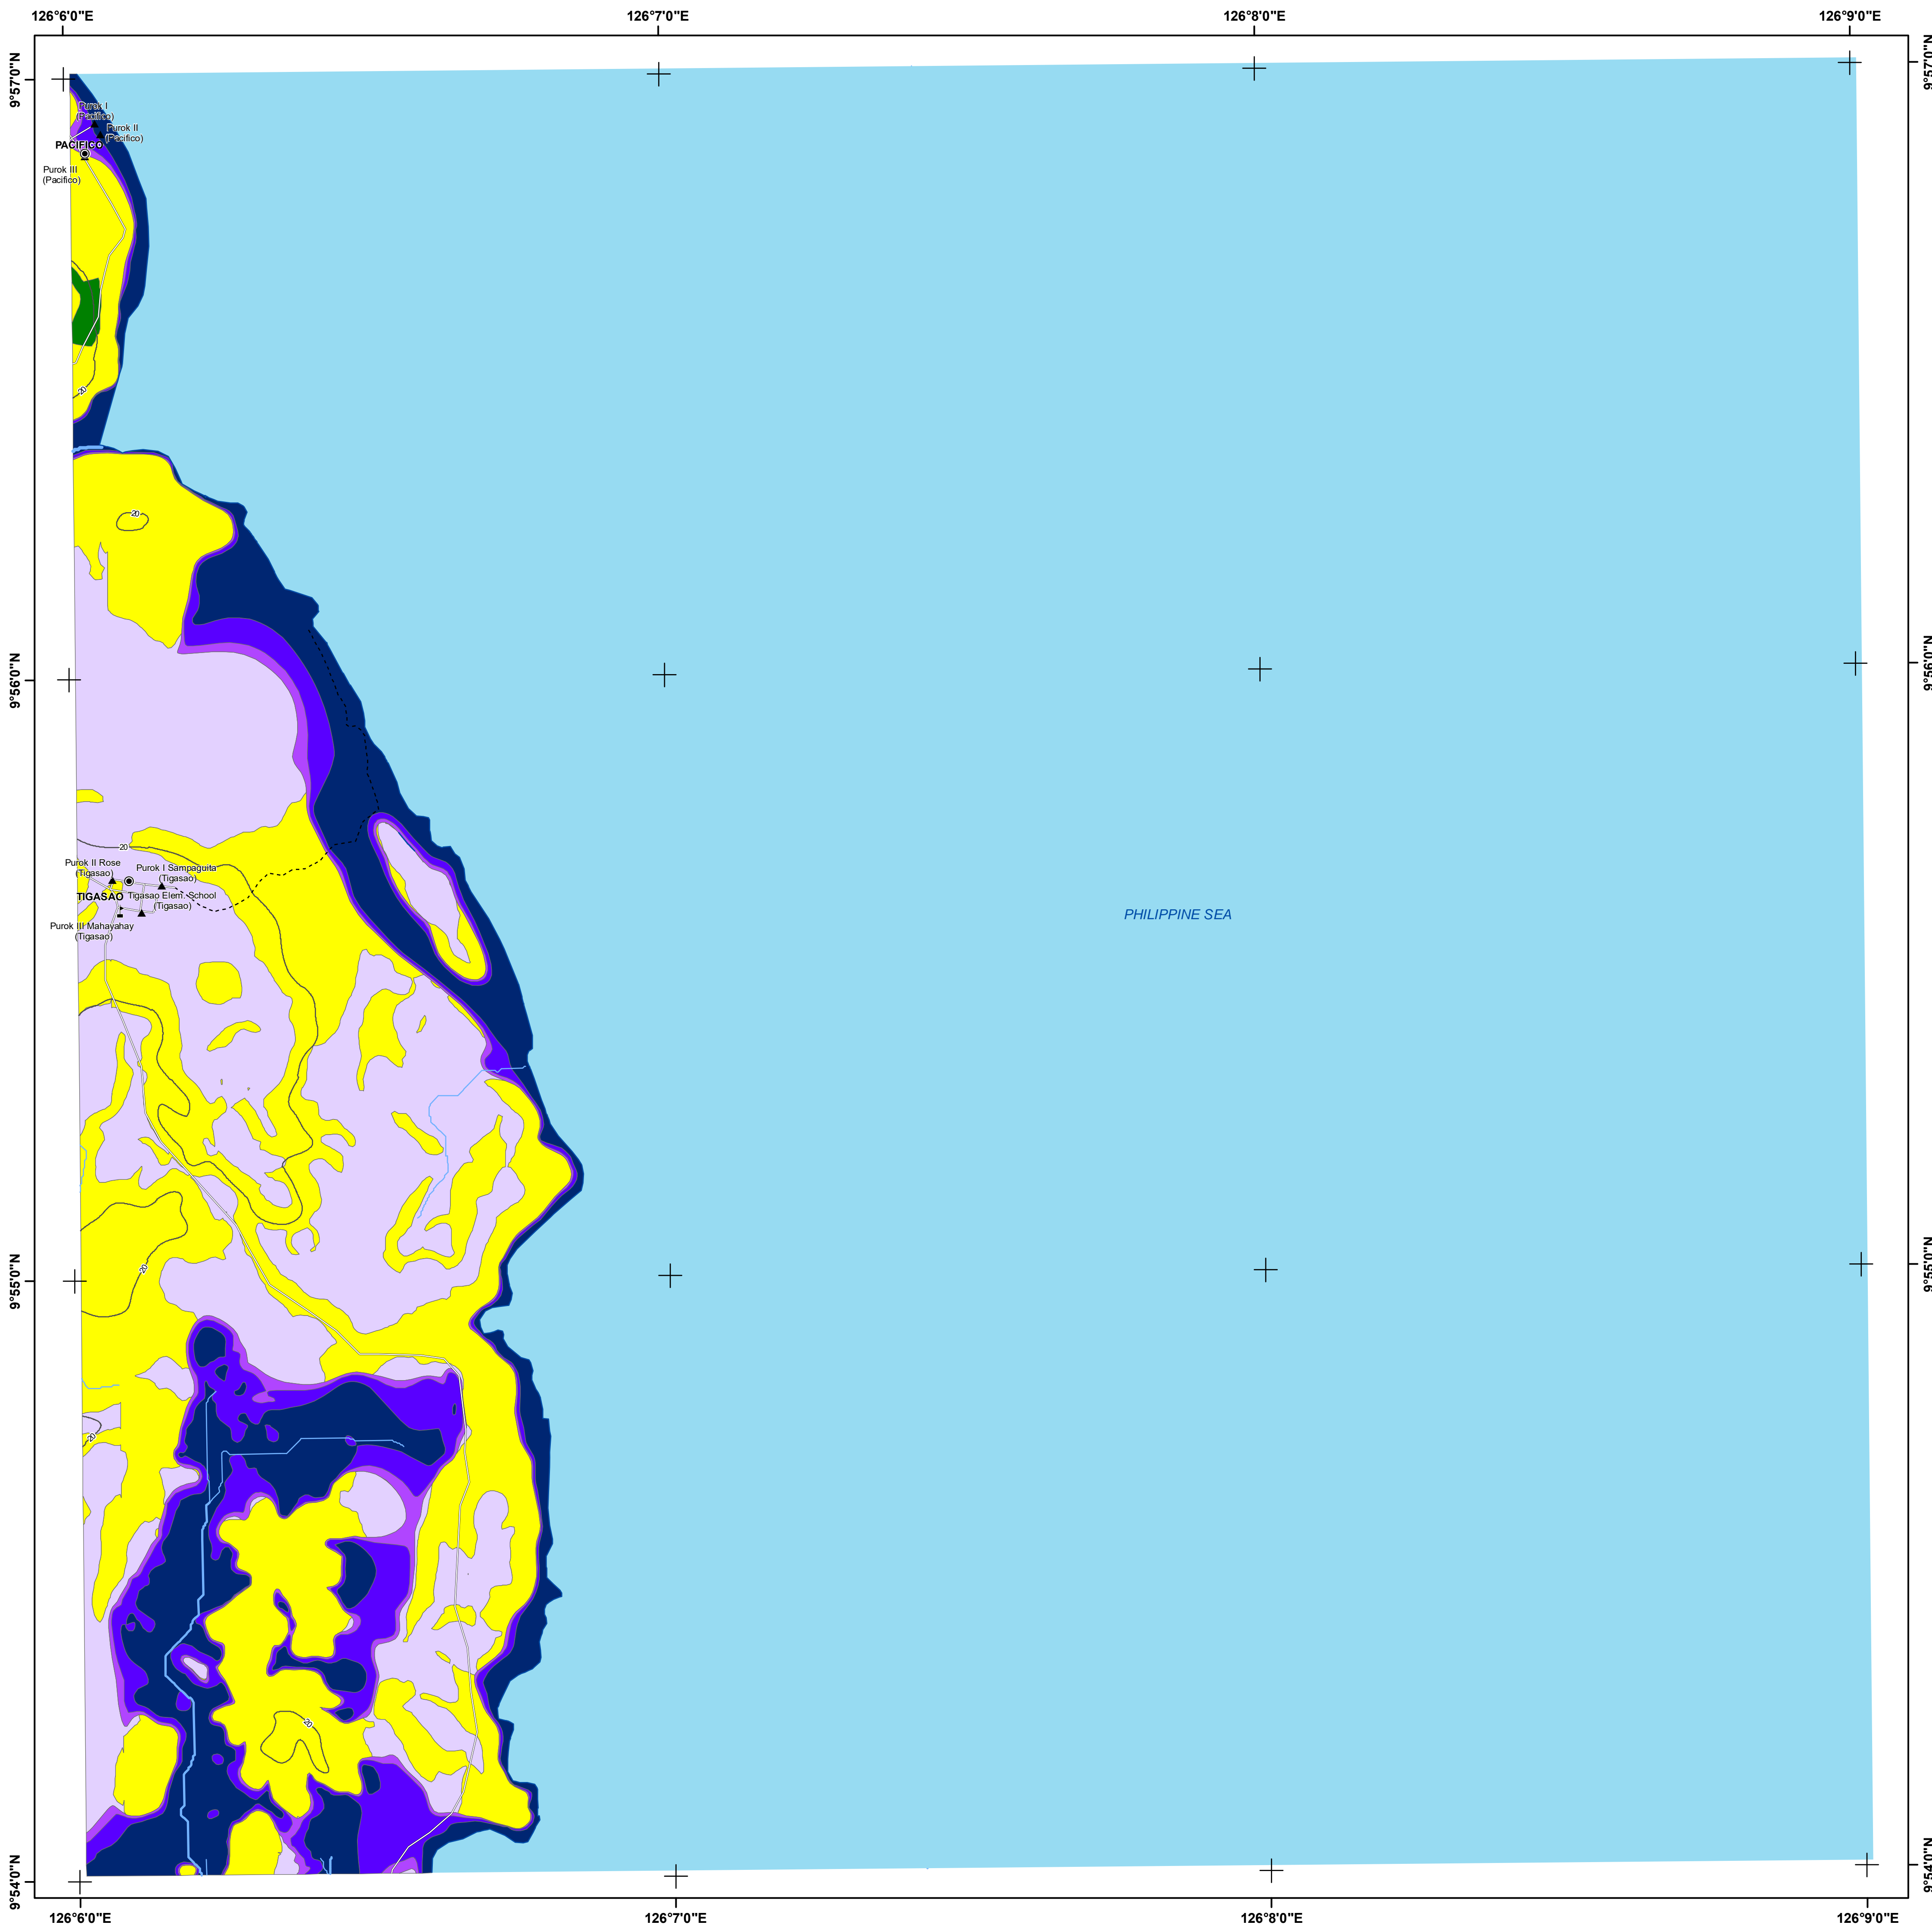 126°6'0"E
126°7'0"E
126°8'0"E
126°9'0"E
9°57'0"N
9°57'0"N
Purok I
(Pacifico)
Purok II
(Pacifico)
PACIFICO
Purok III
(Pacifico)
20
20
9°56'0"N
9°56'0"N
20
Purok II Rose
(Tigasao)
Purok I Sampaguita
(Tigasao)
TIGASAO
Tigasao Elem. School
(Tigasao)
Purok III Mahayahay
(Tigasao)
PHILIPPINE SEA
9°55'0"N
9°55'0"N
20
20
20
9°54'0"N
9°54'0"N
126°6'0"E
126°7'0"E
126°8'0"E
126°9'0"E